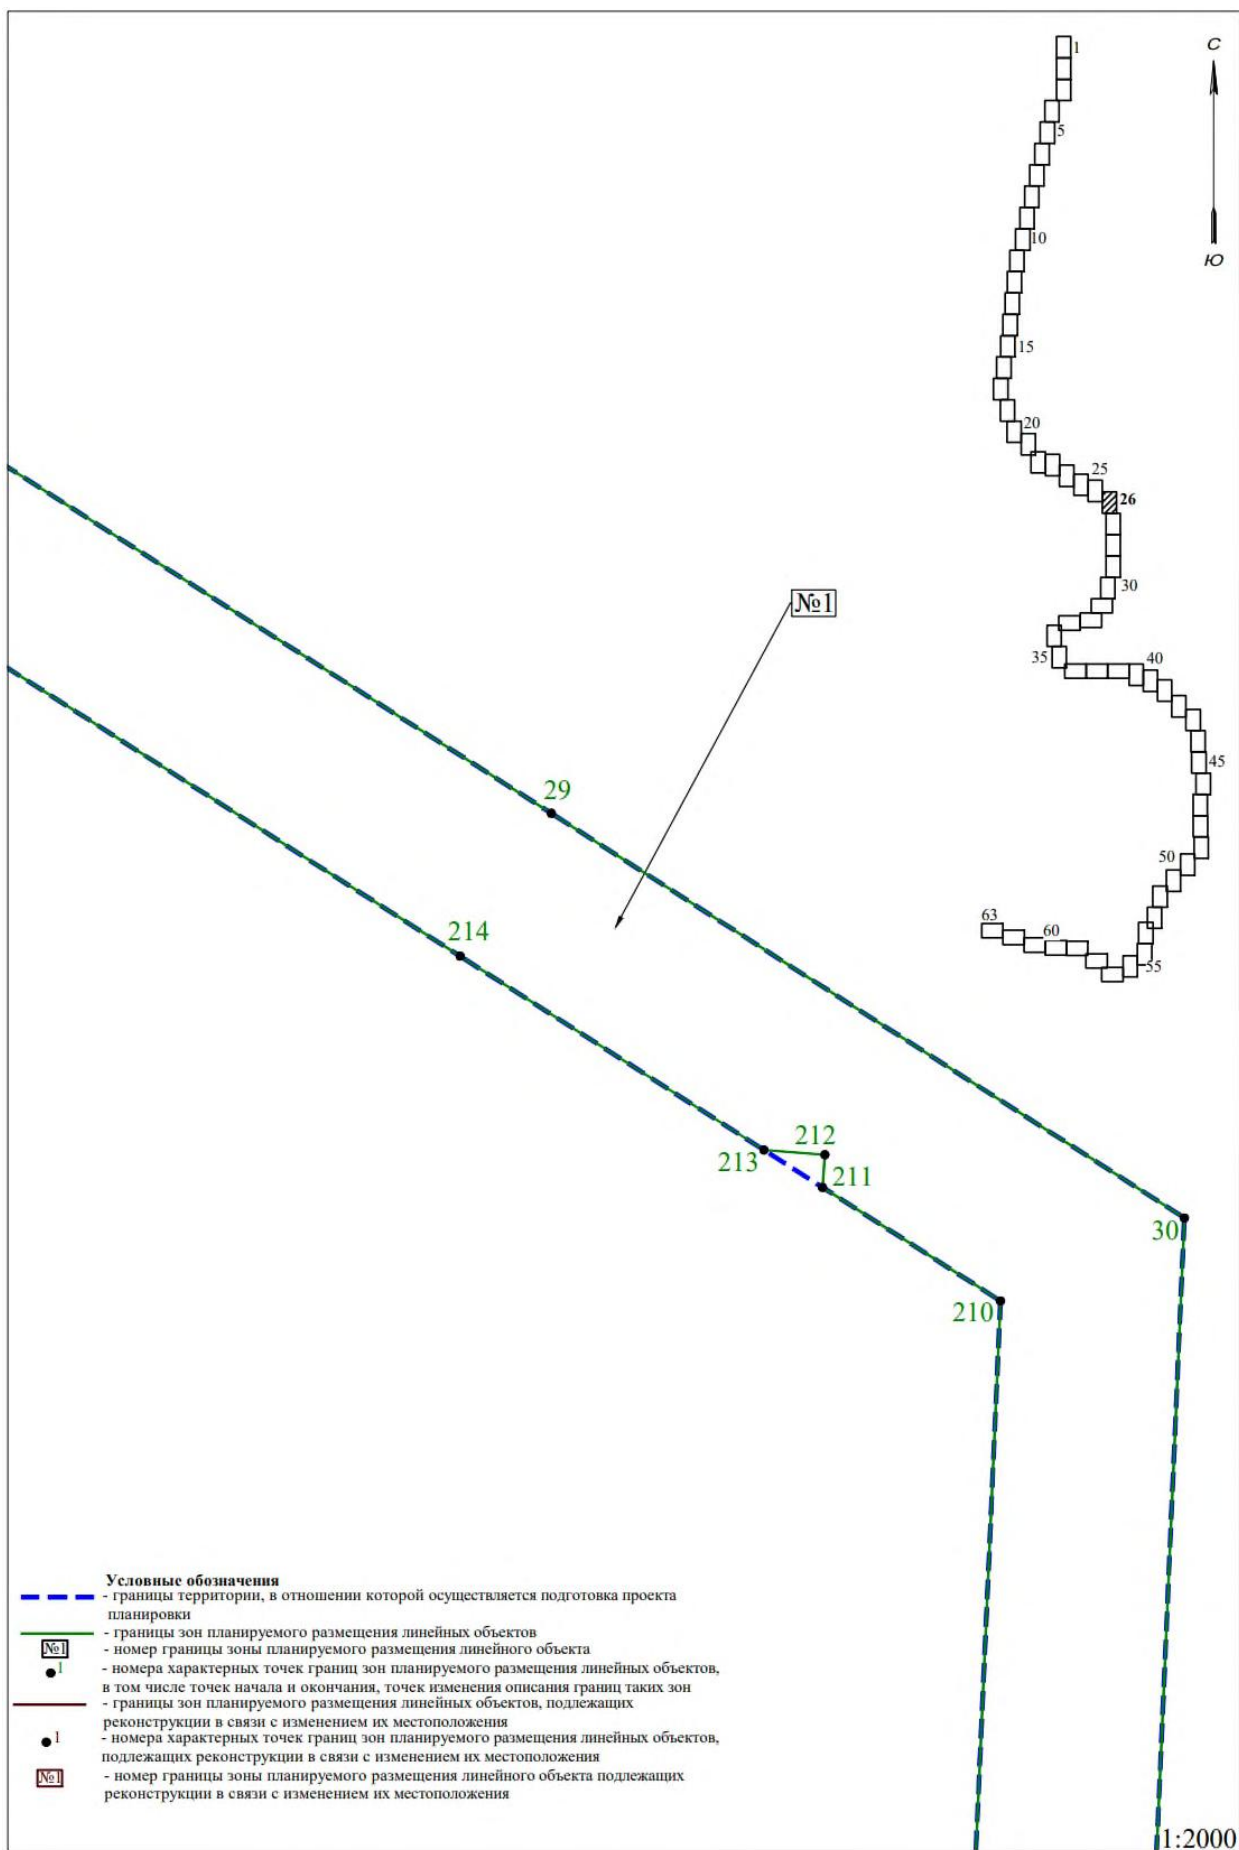 1
С
5
Ю
10
15
20
25
26
30
35
40
45
50
55
60
63
№1
29
214
212
213
211
30
210
Условные обозначения
- границы территории, в отношении которой осуществляется подготовка проекта
планировки
- границы зон планируемого размещения линейных объектов
№1 - номер границы зоны планируемого размещения линейного объекта
1 - номера характерных точек границ зон планируемого размещения линейных объектов,
в том числе точек начала и окончания, точек изменения описания границ таких зон
- границы зон планируемого размещения линейных объектов, подлежащих
реконструкции в связи с изменением их местоположения
1 - номера характерных точек границ зон планируемого размещения линейных объектов,
подлежащих реконструкции в связи с изменением их местоположения
№1 - номер границы зоны планируемого размещения линейного объекта подлежащих
реконструкции в связи с изменением их местоположения
1:2000